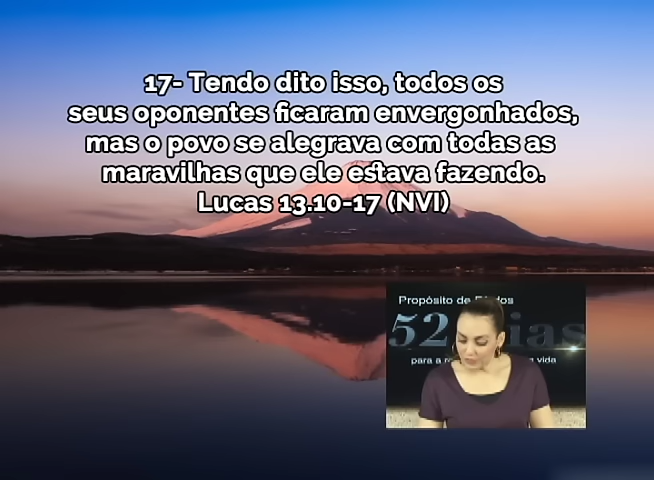 17- Tendo dito isso, todos os
seus oponentes ficaram envergonhados,
mas o povo se alegrava com todas as
maravilhas que ele estava fazendo.
Lucas 13.10-17 (NVI)
Propósito de
52
para a vida